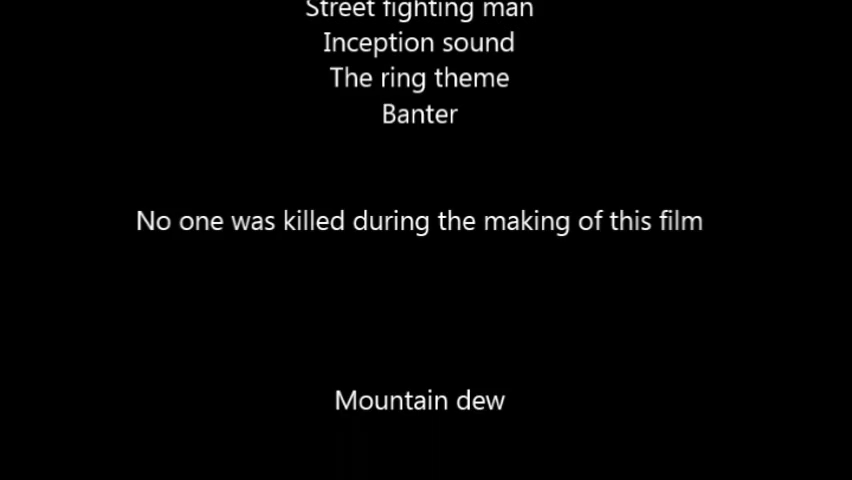 Street fighting man
Inception sound
The ring theme
Banter
No one was killed during the making of this film
Mountain dew